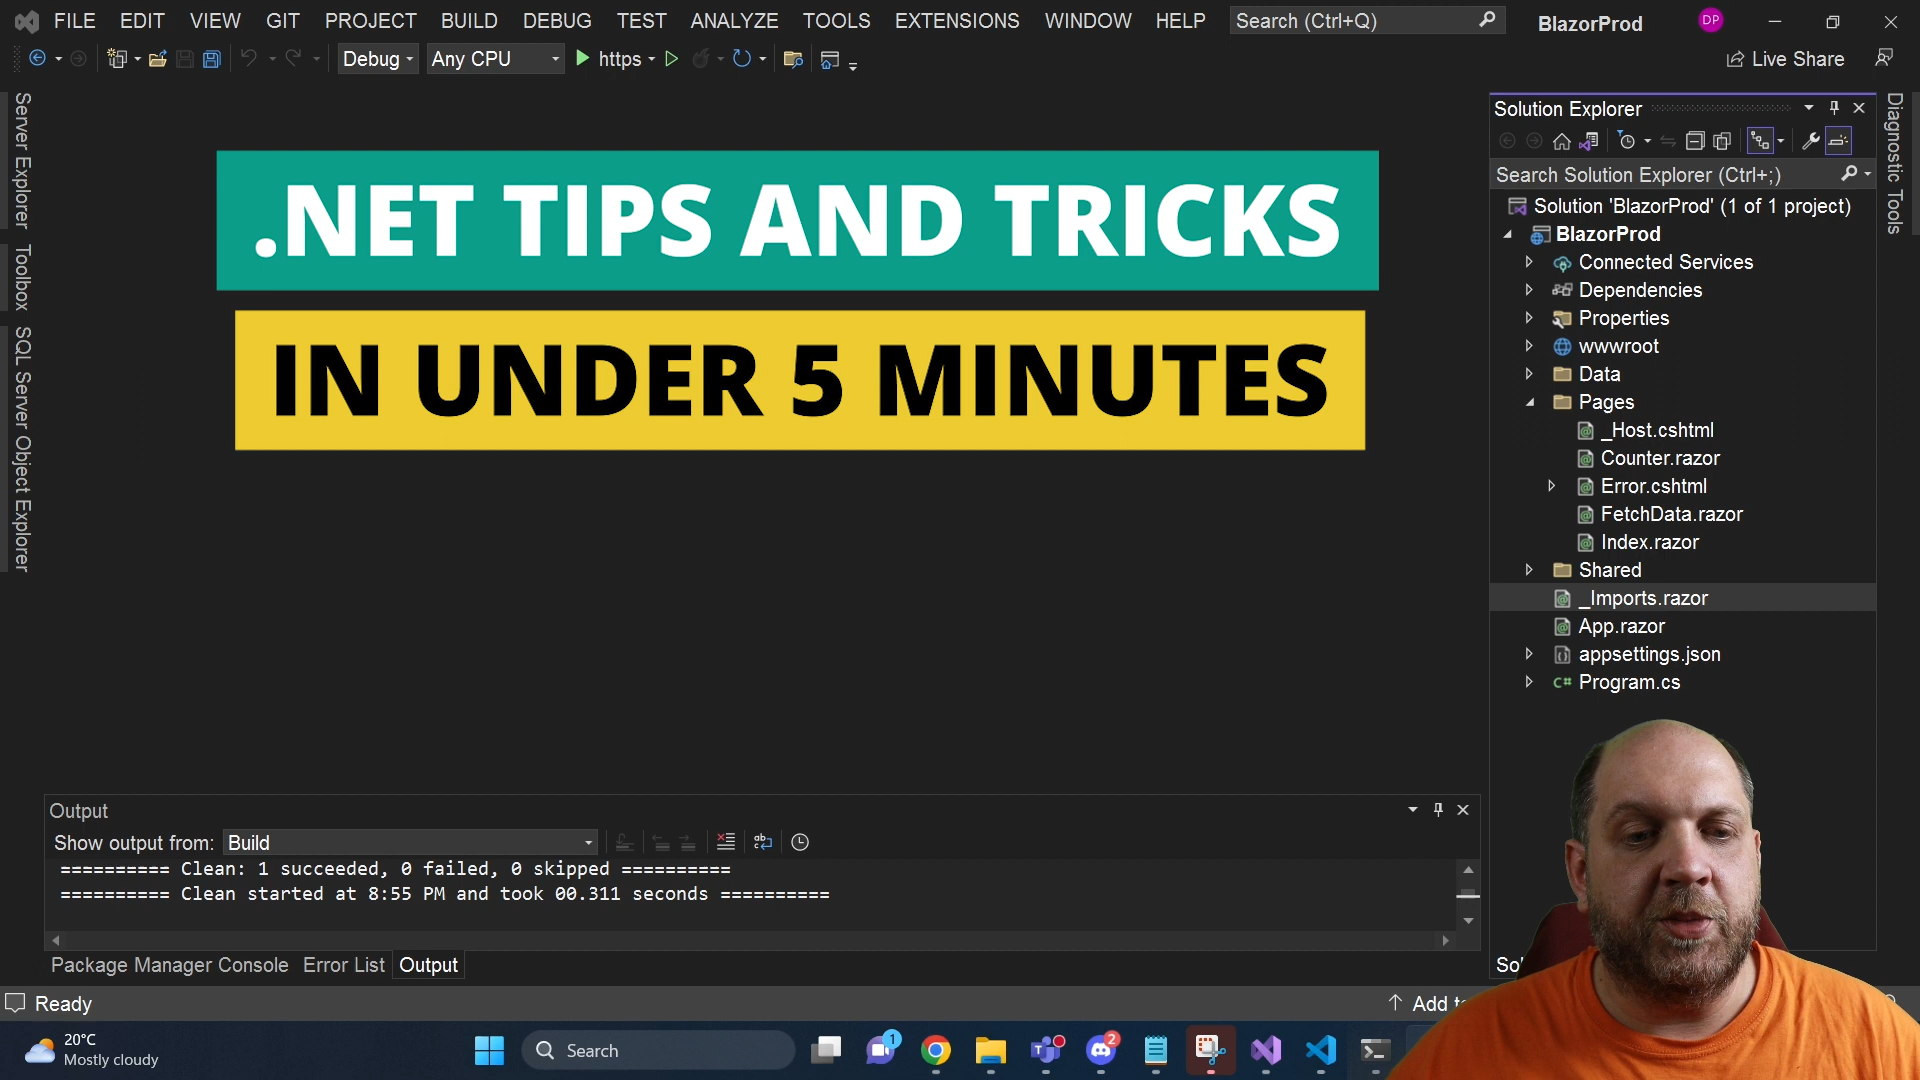 FILE EDIT VIEW GIT PROJECT BUILD DEBUG TEST ANALYZE TOOLS EXTENSIONS WINDOW HELP Search (Ctrl+Q) BlazorProd DP
Debug Any CPU https Live Share
Server Explorer
Toolbox
SQL Server Object Explorer
.NET TIPS AND TRICKS
IN UNDER 5 MINUTES
Solution Explorer
Search Solution Explorer (Ctrl+;)
Solution 'BlazorProd' (1 of 1 project)
BlazorProd
Connected Services
Dependencies
Properties
wwwroot
Data
Pages
_Host.cshtml
Counter.razor
Error.cshtml
FetchData.razor
Index.razor
Shared
_Imports.razor
App.razor
appsettings.json
C# Program.cs
Diagnostic Tools
Output
Show output from: Build
========== Clean: 1 succeeded, 0 failed, 0 skipped ==========
========== Clean started at 8:55 PM and took 00.311 seconds ==========
Package Manager Console Error List Output
Ready
Add
20°C
Mostly cloudy
Search
1
2